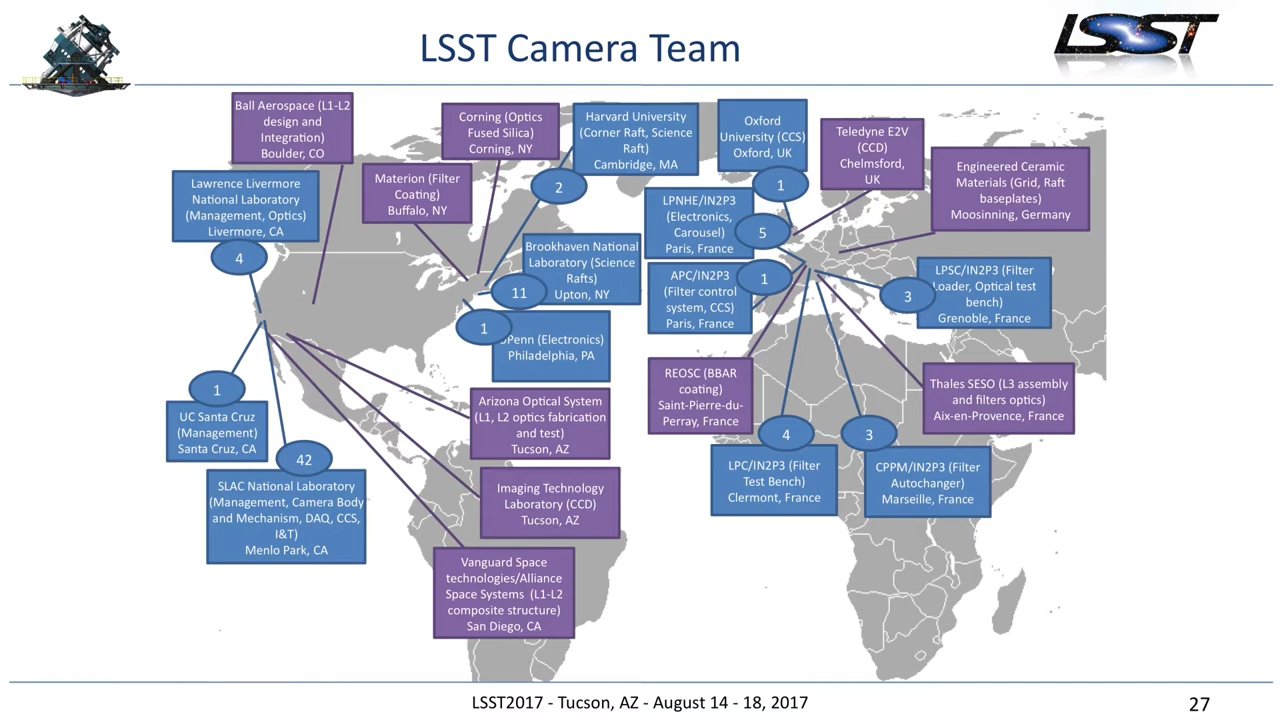 LSST Camera Team
LSST
Ball Aerospace (L1-L2
design and
Integration)
Boulder, CO
Corning (Optics
Fused Silica)
Corning, NY
Harvard University
(Corner Raft, Science
Raft)
Cambridge, MA
2
Oxford
University (CCS)
Oxford, UK
1
Teledyne E2V
(CCD)
Chelmsford,
UK
Engineered Ceramic
Materials (Grid, Raft
baseplates)
Moosinning, Germany
Lawrence Livermore
National Laboratory
(Management, Optics)
Livermore, CA
4
Materion (Filter
Coating)
Buffalo, NY
LPNHE/IN2P3
(Electronics,
Carousel)
Paris, France
5
Brookhaven National
Laboratory (Science
Rafts)
Upton, NY
11
APC/IN2P3
(Filter control
system, CCS)
Paris, France
1
LPSC/IN2P3 (Filter
Loader, Optical test
bench)
Grenoble, France
3
1
UPenn (Electronics)
Philadelphia, PA
REOSC (BBAR
coating)
Saint-Pierre-du-
Perray, France
Thales SESO (L3 assembly
and filters optics)
Aix-en-Provence, France
1
UC Santa Cruz
(Management)
Santa Cruz, CA
Arizona Optical System
(L1, L2 optics fabrication
and test)
Tucson, AZ
4
LPC/IN2P3 (Filter
Test Bench)
Clermont, France
3
CPPM/IN2P3 (Filter
Autochanger)
Marseille, France
42
SLAC National Laboratory
(Management, Camera Body
and Mechanism, DAQ, CCS,
I&T)
Menlo Park, CA
Imaging Technology
Laboratory (CCD)
Tucson, AZ
Vanguard Space
technologies/Alliance
Space Systems (L1-L2
composite structure)
San Diego, CA
LSST2017 - Tucson, AZ - August 14 - 18, 2017
27